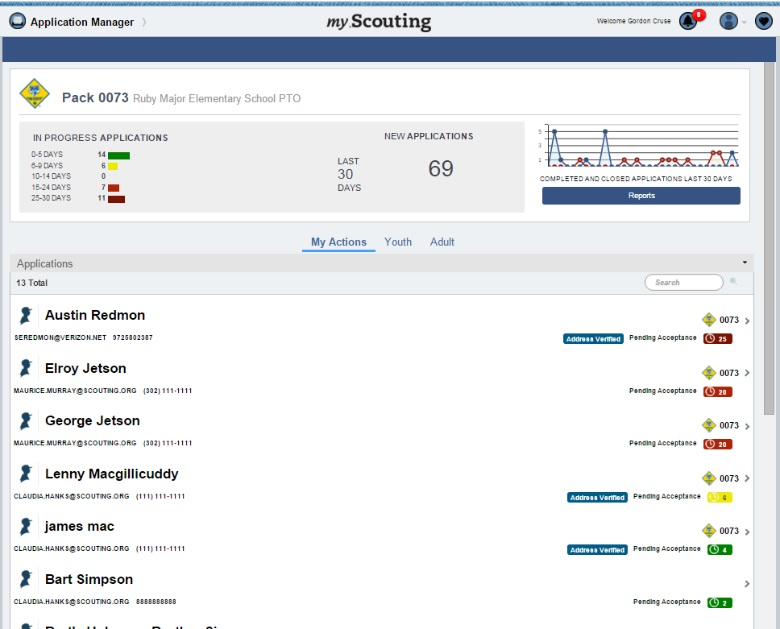 Application Manager
my.Scouting
Welcome Gordon Cruse
Pack 0073 Ruby Major Elementary School PTO
IN PROGRESS APPLICATIONS
0-5 DAYS 14
6-9 DAYS 6
10-14 DAYS 0
15-24 DAYS 7
25-30 DAYS 11
NEW APPLICATIONS
LAST
30
DAYS
69
5
3
1
COMPLETED AND CLOSED APPLICATIONS LAST 30 DAYS
Reports
My Actions Youth Adult
Applications
13 Total
Search
Austin Redmon
0073
SEREDMON@VERIZON.NET 9725802387
Address Verified Pending Acceptance 25
Elroy Jetson
0073
MAURICE.MURRAY@SCOUTING.ORG (302) 111-1111
Pending Acceptance 20
George Jetson
0073
MAURICE.MURRAY@SCOUTING.ORG (302) 111-1111
Pending Acceptance 20
Lenny Macgillicuddy
0073
CLAUDIA.HANKS@SCOUTING.ORG (111) 111-1111
Address Verified Pending Acceptance 6
james mac
0073
CLAUDIA.HANKS@SCOUTING.ORG (111) 111-1111
Address Verified Pending Acceptance 4
Bart Simpson
CLAUDIA.HANKS@SCOUTING.ORG 8888888888
Pending Acceptance 2